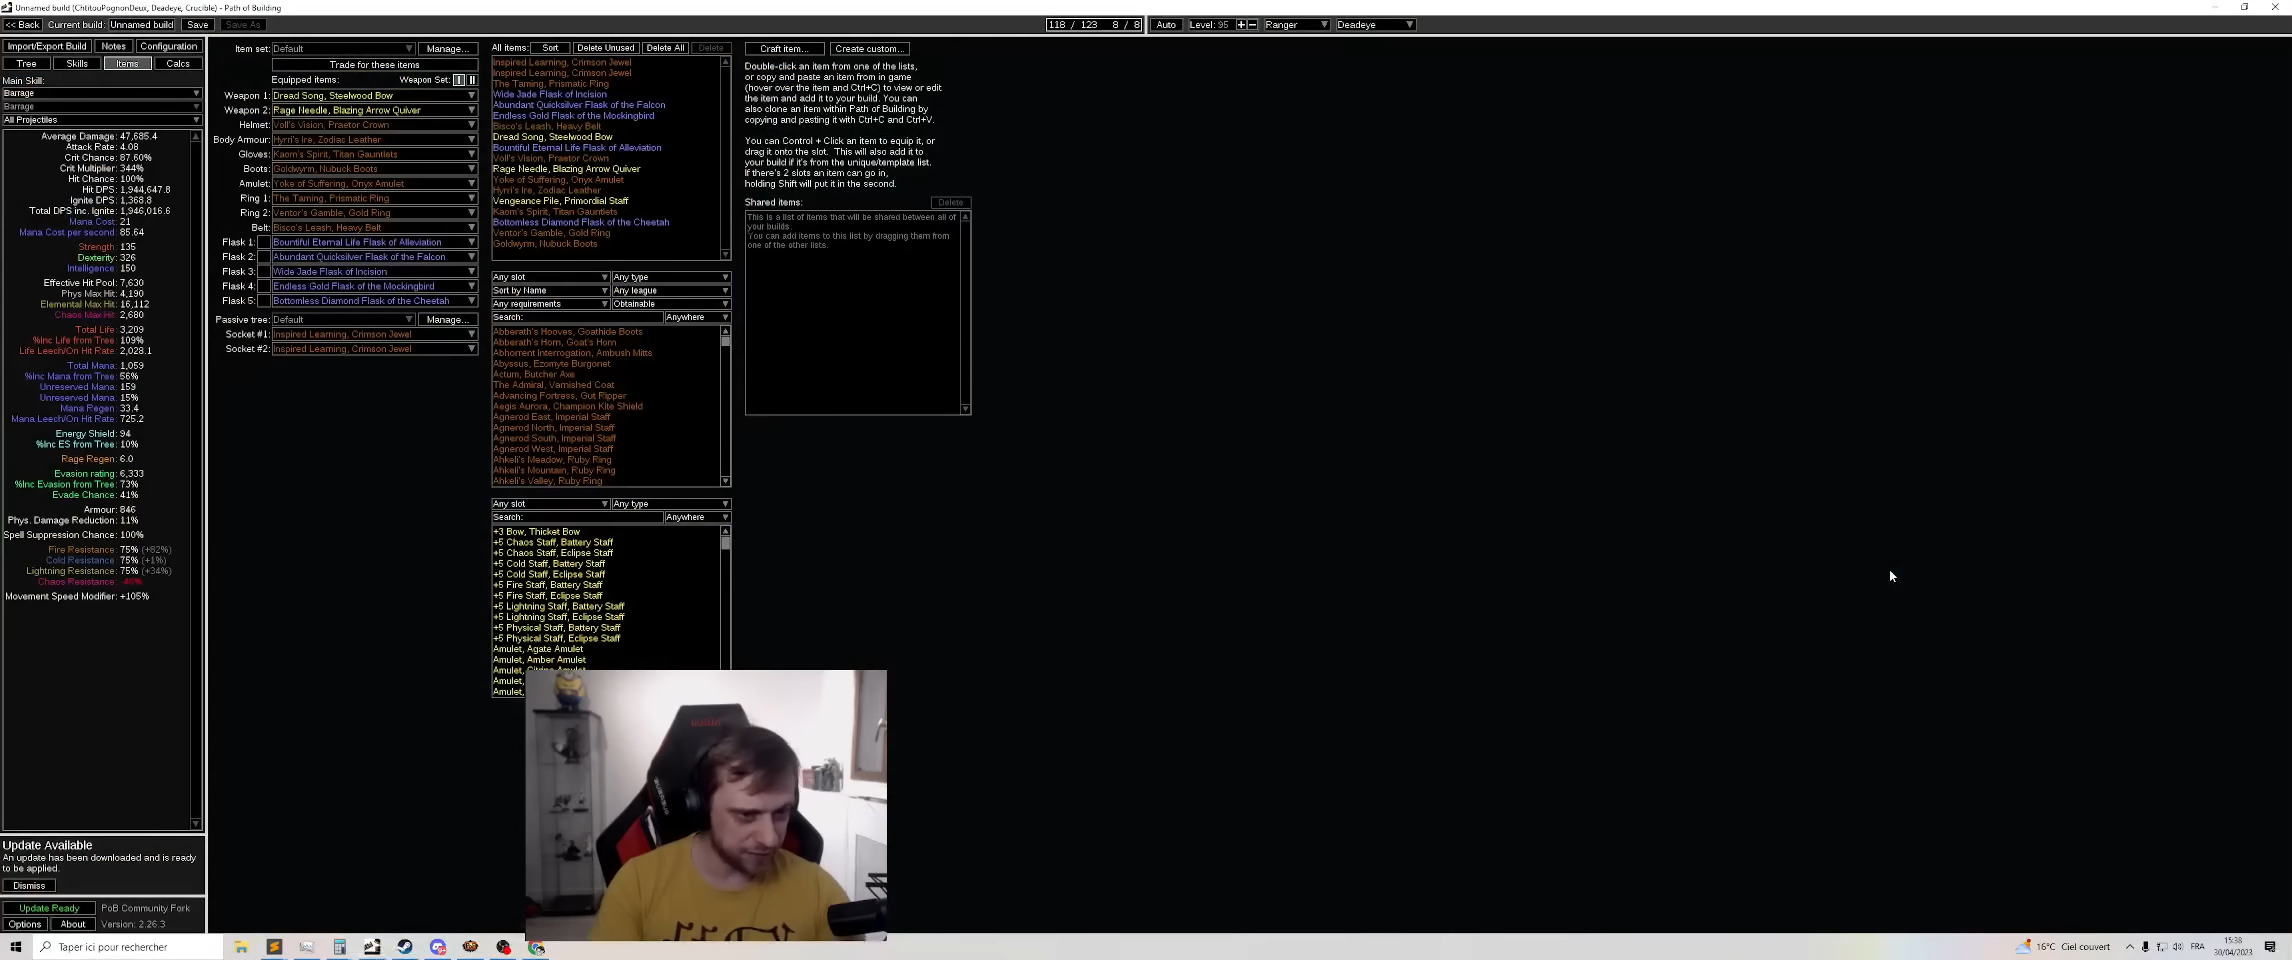 Unnamed build (ChtitouPognonDeux, Deadeye, Crucible) - Path of Building
<< Back Current build: Unnamed build Save Save As 118 / 123 8 / 8 Auto Level: 95 + - Ranger Deadeye
Import/Export Build Notes Configuration
Tree Skills Items Calcs
Main Skill:
Barrage
Barrage
All Projectiles
Average Damage: 47,685.4
Attack Rate: 4.08
Crit Chance: 87.60%
Crit Multiplier: 344%
Hit Chance: 100%
Hit DPS: 1,944,647.8
Ignite DPS: 1,368.8
Total DPS inc. Ignite: 1,946,016.6
Mana Cost: 21
Mana Cost per second: 85.64
Strength: 135
Dexterity: 326
Intelligence: 150
Effective Hit Pool: 7,630
Phys Max Hit: 4,190
Elemental Max Hit: 16,112
Chaos Max Hit: 2,680
Total Life: 3,209
%Inc Life from Tree: 109%
Life Leech/On Hit Rate: 2,028.1
Total Mana: 1,059
%Inc Mana from Tree: 56%
Unreserved Mana: 159
Unreserved Mana: 15%
Mana Regen: 33.4
Mana Leech/On Hit Rate: 725.2
Energy Shield: 94
%Inc ES from Tree: 10%
Rage Regen: 6.0
Evasion rating: 6,333
%Inc Evasion from Tree: 73%
Evade Chance: 41%
Armour: 846
Phys. Damage Reduction: 11%
Spell Suppression Chance: 100%
Fire Resistance: 75% (+82%)
Cold Resistance: 75% (+1%)
Lightning Resistance: 75% (+34%)
Chaos Resistance:
Movement Speed Modifier: +105%
Update Available
An update has been downloaded and is ready
to be applied.
Dismiss
Update Ready PoB Community Fork
Options About Version: 2.26.3
Item set: Default Manage...
Trade for these items
Equipped items: Weapon Set: I II
Weapon 1: Dread Song, Steelwood Bow
Weapon 2: Rage Needle, Blazing Arrow Quiver
Helmet: Voll's Vision, Praetor Crown
Body Armour: Hyrri's Ire, Zodiac Leather
Gloves: Kaom's Spirit, Titan Gauntlets
Boots: Goldwyrm, Nubuck Boots
Amulet: Yoke of Suffering, Onyx Amulet
Ring 1: The Taming, Prismatic Ring
Ring 2: Ventor's Gamble, Gold Ring
Belt: Bisco's Leash, Heavy Belt
Flask 1: Bountiful Eternal Life Flask of Alleviation
Flask 2: Abundant Quicksilver Flask of the Falcon
Flask 3: Wide Jade Flask of Incision
Flask 4: Endless Gold Flask of the Mockingbird
Flask 5: Bottomless Diamond Flask of the Cheetah
Passive tree: Default Manage...
Socket #1: Inspired Learning, Crimson Jewel
Socket #2: Inspired Learning, Crimson Jewel
All items: Sort Delete Unused Delete All Delete
Inspired Learning, Crimson Jewel
Inspired Learning, Crimson Jewel
The Taming, Prismatic Ring
Wide Jade Flask of Incision
Abundant Quicksilver Flask of the Falcon
Endless Gold Flask of the Mockingbird
Bisco's Leash, Heavy Belt
Dread Song, Steelwood Bow
Bountiful Eternal Life Flask of Alleviation
Voll's Vision, Praetor Crown
Rage Needle, Blazing Arrow Quiver
Yoke of Suffering, Onyx Amulet
Hyrri's Ire, Zodiac Leather
Vengeance Pile, Primordial Staff
Kaom's Spirit, Titan Gauntlets
Bottomless Diamond Flask of the Cheetah
Ventor's Gamble, Gold Ring
Goldwyrm, Nubuck Boots
Any slot Any type
Sort by Name Any league
Any requirements Obtainable
Search: Anywhere
Abberath's Hooves, Goathide Boots
Abberath's Horn, Goat's Horn
Abhorrent Interrogation, Ambush Mitts
Abyssus, Ezomyte Burgonet
Actum, Butcher Axe
The Admiral, Varnished Coat
Advancing Fortress, Gut Ripper
Aegis Aurora, Champion Kite Shield
Agnerod East, Imperial Staff
Agnerod North, Imperial Staff
Agnerod South, Imperial Staff
Agnerod West, Imperial Staff
Ahkeli's Meadow, Ruby Ring
Ahkeli's Mountain, Ruby Ring
Ahkeli's Valley, Ruby Ring
Any slot Any type
Search: Anywhere
+3 Bow, Thicket Bow
+5 Chaos Staff, Battery Staff
+5 Chaos Staff, Eclipse Staff
+5 Cold Staff, Battery Staff
+5 Cold Staff, Eclipse Staff
+5 Fire Staff, Battery Staff
+5 Fire Staff, Eclipse Staff
+5 Lightning Staff, Battery Staff
+5 Lightning Staff, Eclipse Staff
+5 Physical Staff, Battery Staff
+5 Physical Staff, Eclipse Staff
Amulet, Agate Amulet
Amulet, Amber Amulet
Amulet, Citrine Amulet
Amulet,
Amulet,
Craft item... Create custom...
Double-click an item from one of the lists,
or copy and paste an item from in game
(hover over the item and Ctrl+C) to view or edit
the item and add it to your build. You can
also clone an item within Path of Building by
copying and pasting it with Ctrl+C and Ctrl+V.
You can Control + Click an item to equip it, or
drag it onto the slot. This will also add it to
your build if it's from the unique/template list.
If there's 2 slots an item can go in,
holding Shift will put it in the second.
Shared items: Delete
This is a list of items that will be shared between all of
your builds.
You can add items to this list by dragging them from
one of the other lists.
Taper ici pour rechercher
16°C Ciel couvert FRA 15:38
30/04/2023